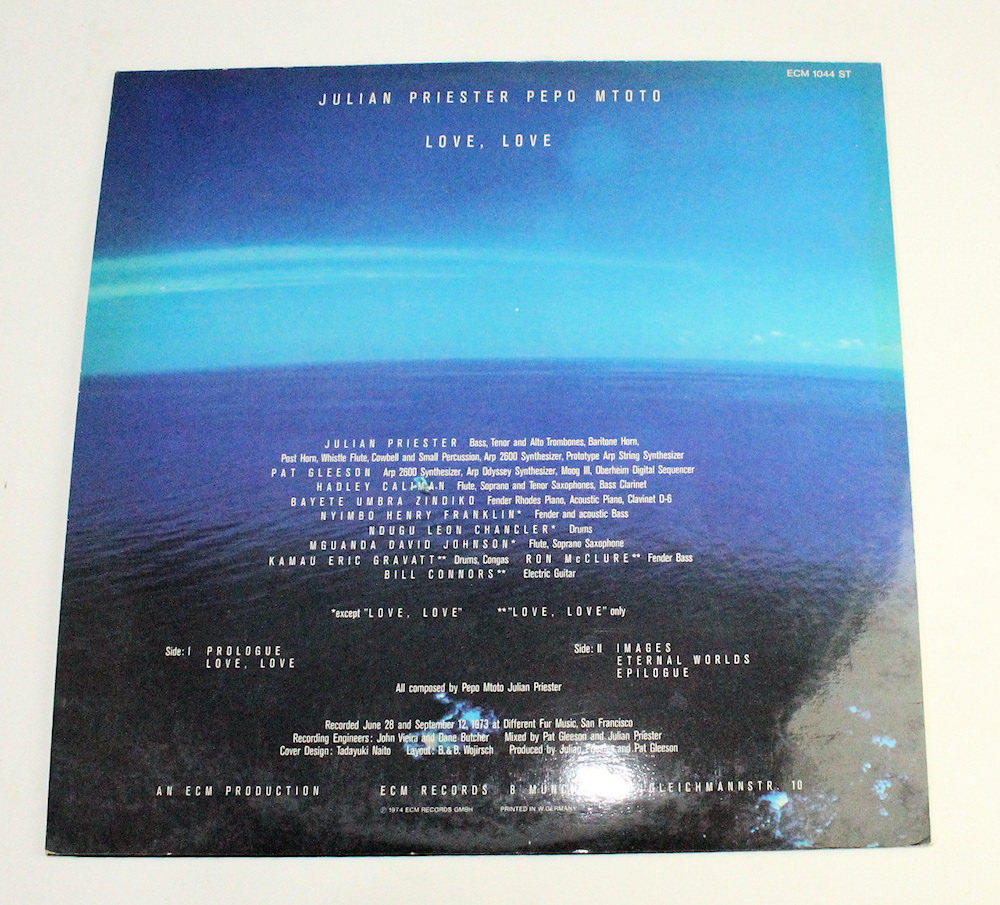 ECM 1044 ST
JULIAN PRIESTER PEPO MTOTO
LOVE, LOVE
JULIAN PRIESTER Bass, Tenor and Alto Trombones, Baritone Horn,
Post Horn, Whistle Flute, Cowbell and Small Percussion, Arp 2600 Synthesizer, Prototype Arp String Synthesizer
PAT GLEESON Arp 2600 Synthesizer, Arp Odyssey Synthesizer, Moog III, Oberheim Digital Sequencer
HADLEY CALIMAN Flute, Soprano and Tenor Saxophones, Bass Clarinet
BAYETE UMBRA ZINDIKO Fender Rhodes Piano, Acoustic Piano, Clavinet D-6
NYIMBO HENRY FRANKLIN* Fender and acoustic Bass
NDUGU LEON CHANCLER* Drums
MGUANDA DAVID JOHNSON* Flute, Soprano Saxophone
KAMAU ERIC GRAVATT** Drums, Congas RON McCLURE** Fender Bass
BILL CONNORS** Electric Guitar
*except "LOVE, LOVE" **"LOVE, LOVE" only
Side: I PROLOGUE
LOVE, LOVE
Side: II IMAGES
ETERNAL WORLDS
EPILOGUE
All composed by Pepo Mtoto Julian Priester
Recorded June 28 and September 12, 1973 at Different Fur Music, San Francisco
Recording Engineers: John Vieira and Dane Butcher Mixed by Pat Gleeson and Julian Priester
Cover Design: Tadayuki Naito Layout: B. & B. Wojirsch Produced by Julian Priester and Pat Gleeson
AN ECM PRODUCTION ECM RECORDS 8 GLEICHMANNSTR. 10
℗ 1974 ECM RECORDS GMBH PRINTED IN W. GERMANY